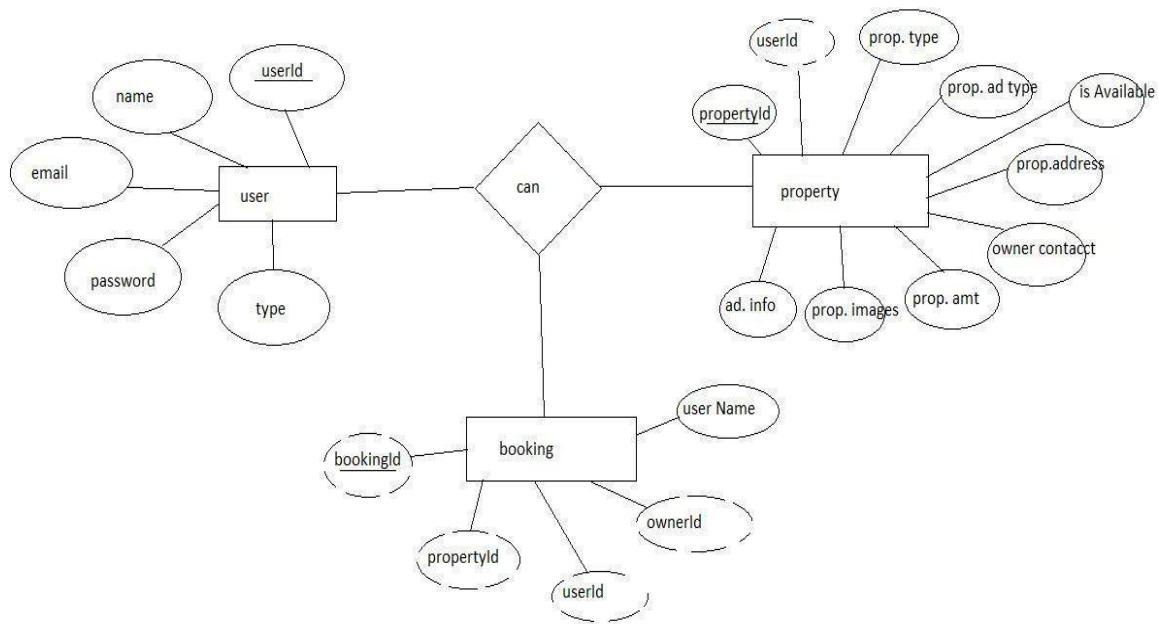 userId
name
email
user
password
type
can
userId
prop. type
propertyId
prop. ad type
is Available
prop.address
property
owner contacct
ad. info
prop. images
prop. amt
user Name
booking
bookingId
ownerId
propertyId
userId